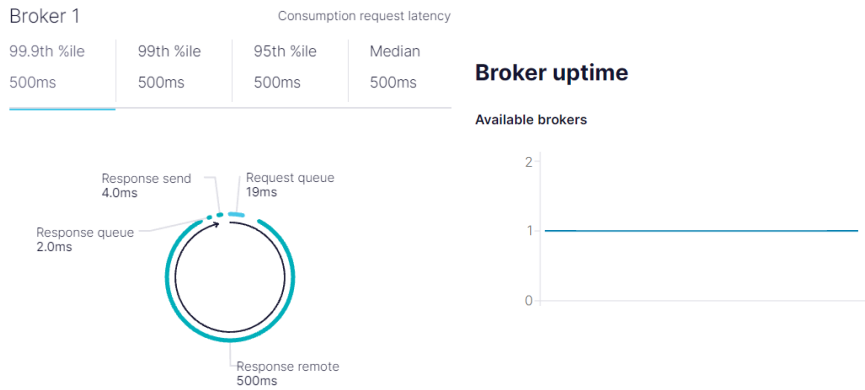 Broker 1
Consumption request latency
99.9th %ile
99th %ile
95th %ile
Median
500ms
500ms
500ms
500ms
Response send
4.0ms
Request queue
19ms
Response queue
2.0ms
Response remote
500ms
Broker uptime
Available brokers
2
1
0